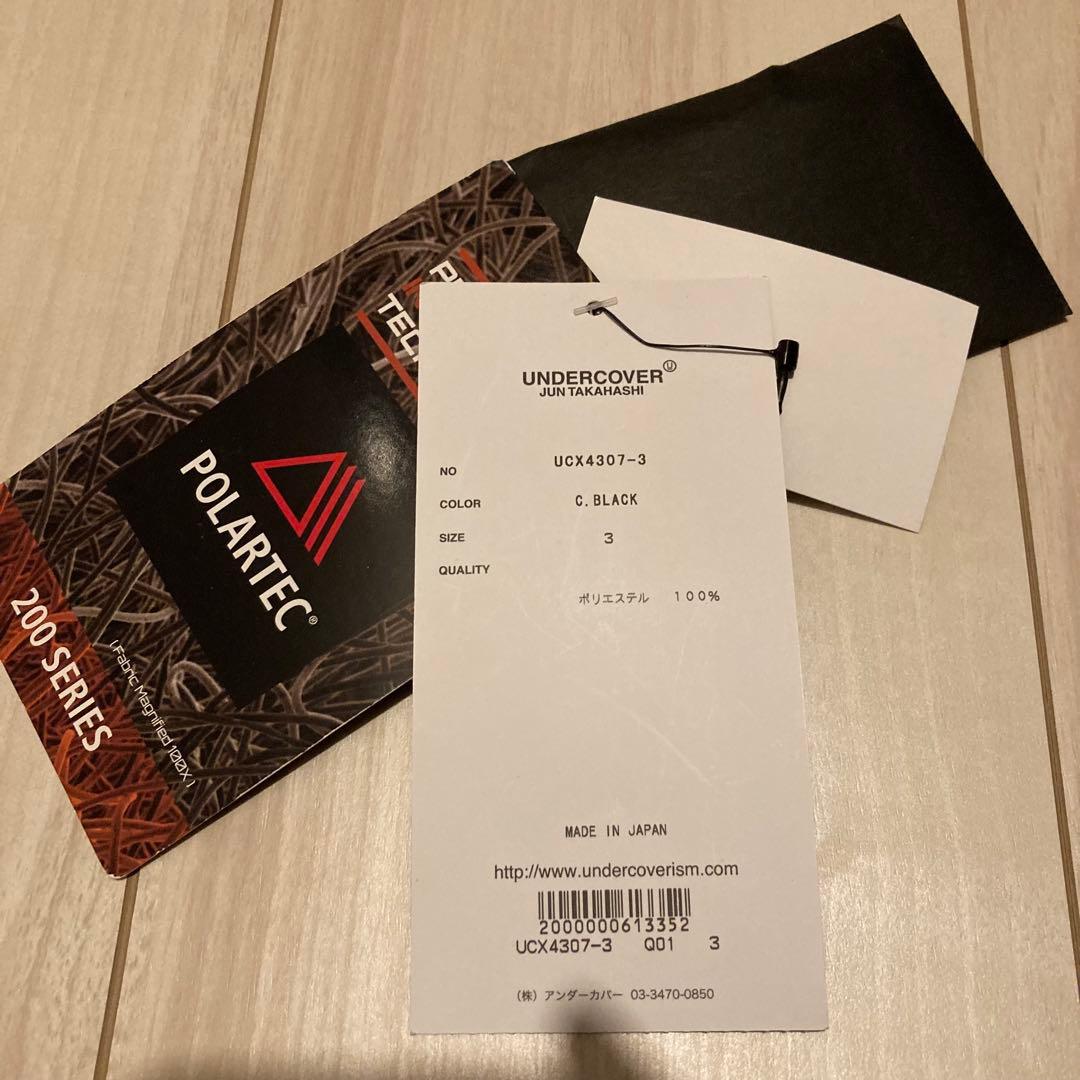 POLARTEC®
200 SERIES
(Fabric Magnified 100X)
UNDERCOVER Ⓤ
JUN TAKAHASHI
NO UCX4307-3
COLOR C.BLACK
SIZE 3
QUALITY
ポリエステル 100%
MADE IN JAPAN
http://www.undercoverism.com
2000000613352
UCX4307-3 Q01 3
(株) アンダーカバー 03-3470-0850